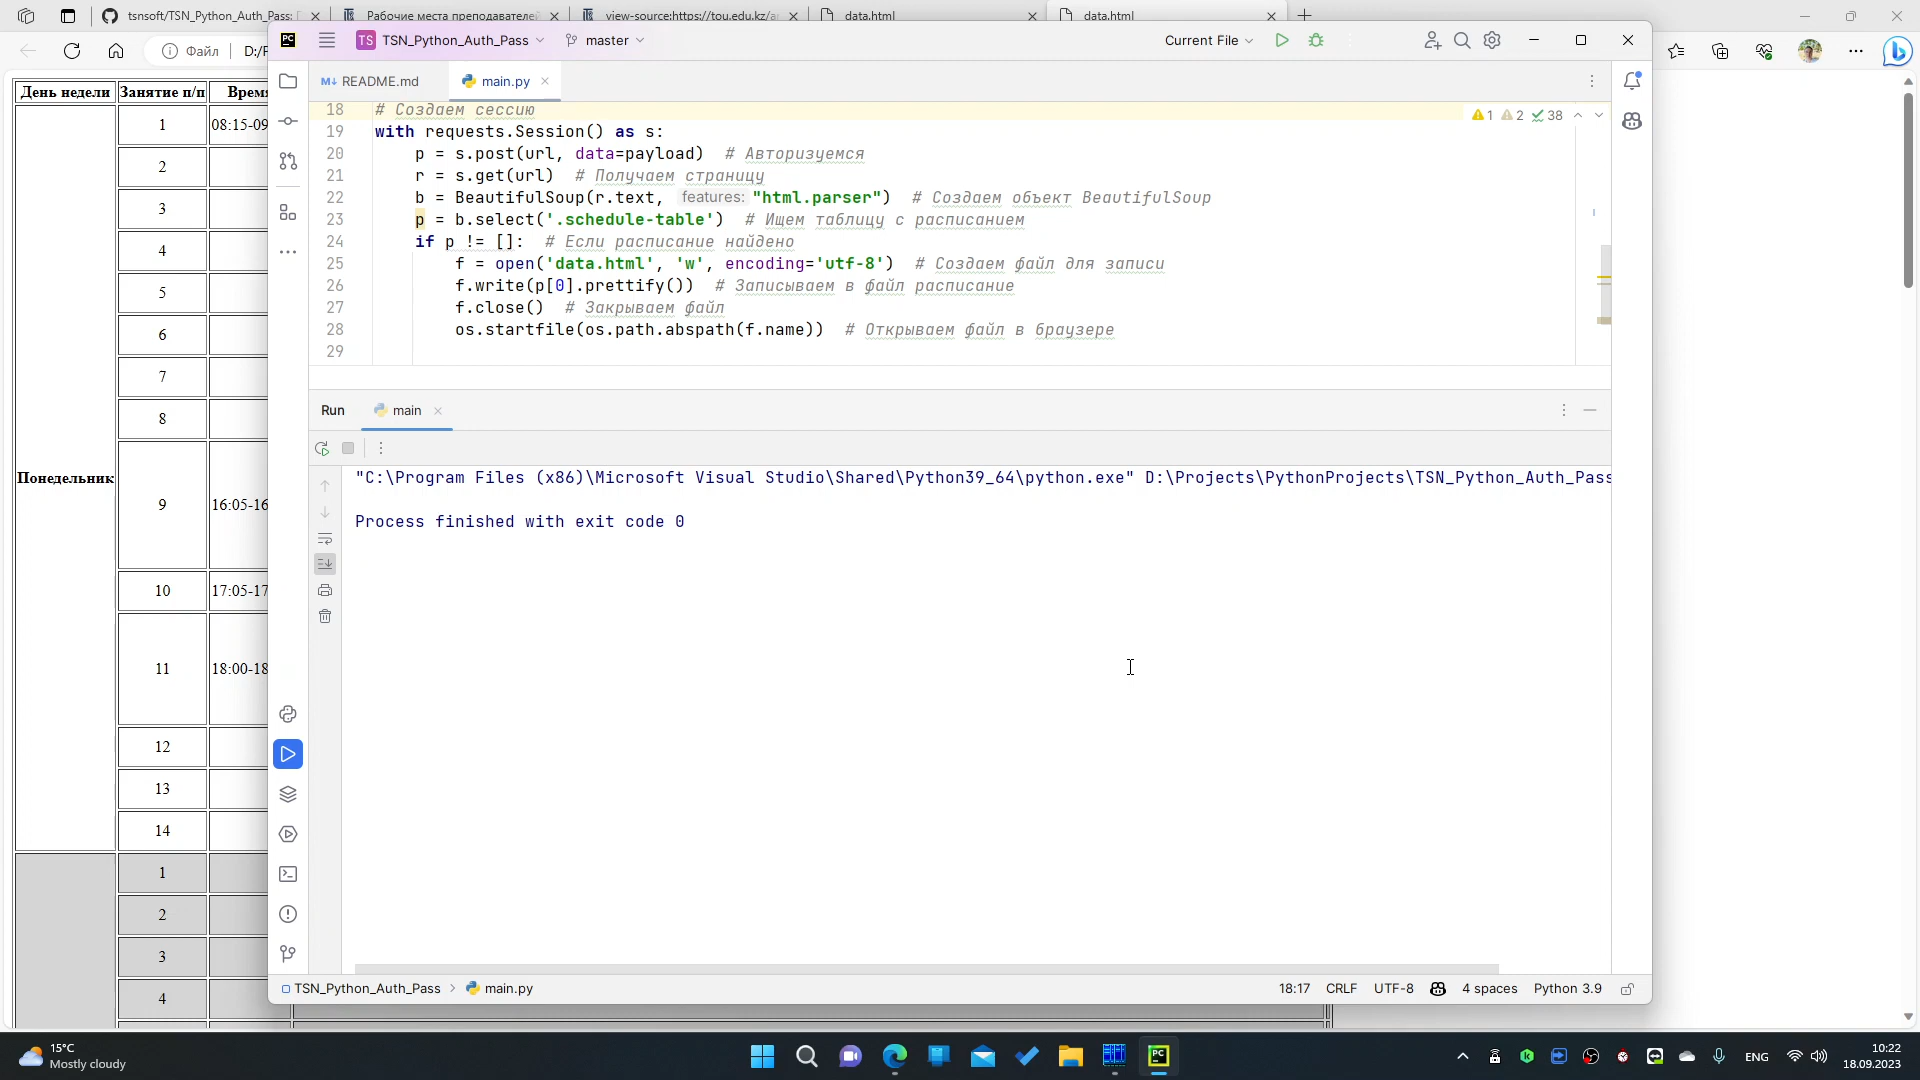 tsnsoft/TSN_Python_Auth_Pass:
Рабочие места преподавателе
view-source:https://tou.edu.kz/a
data.html
data.html
Файл
D:/P
День недели
Занятие п/п
Время
Понедельник
1
08:15-09
2
3
4
5
6
7
8
9
16:05-16
10
17:05-17
11
18:00-18
12
13
14
1
2
3
4
PC
TS
TSN_Python_Auth_Pass
master
Current File
README.md
main.py
1
2
38
18 # Создаем сессию
19 with requests.Session() as s:
20 p = s.post(url, data=payload) # Авторизуемся
21 r = s.get(url) # Получаем страницу
22 b = BeautifulSoup(r.text, features: "html.parser") # Создаем объект BeautifulSoup
23 p = b.select('.schedule-table') # Ищем таблицу с расписанием
24 if p != []: # Если расписание найдено
25 f = open('data.html', 'w', encoding='utf-8') # Создаем файл для записи
26 f.write(p[0].prettify()) # Записываем в файл расписание
27 f.close() # Закрываем файл
28 os.startfile(os.path.abspath(f.name)) # Открываем файл в браузере
29
Run
main
"C:\Program Files (x86)\Microsoft Visual Studio\Shared\Python39_64\python.exe" D:\Projects\PythonProjects\TSN_Python_Auth_Pass
Process finished with exit code 0
TSN_Python_Auth_Pass > main.py
18:17
CRLF
UTF-8
4 spaces
Python 3.9
15°C
Mostly cloudy
PC
ENG
10:22
18.09.2023